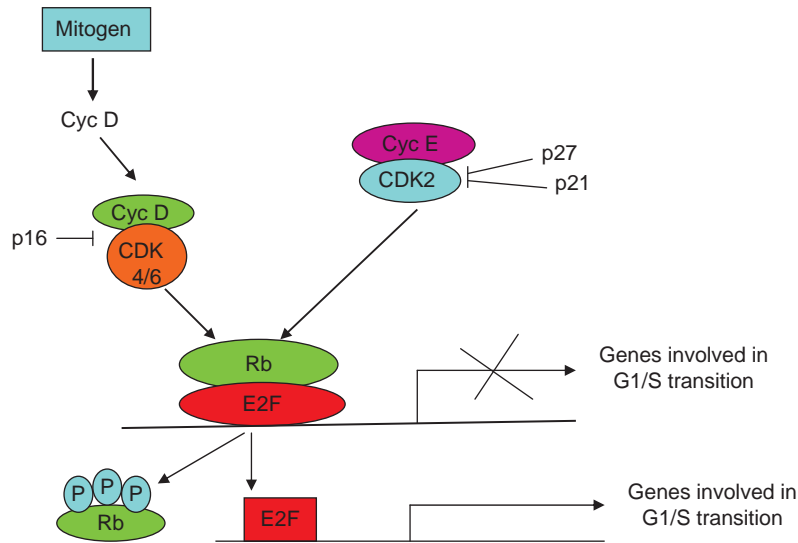 Mitogen
Cyc D
Cyc E
CDK2
p27
p21
Cyc D
p16
CDK
4/6
Rb
E2F
Genes involved in
G1/S transition
P P P
Rb
E2F
Genes involved in
G1/S transition